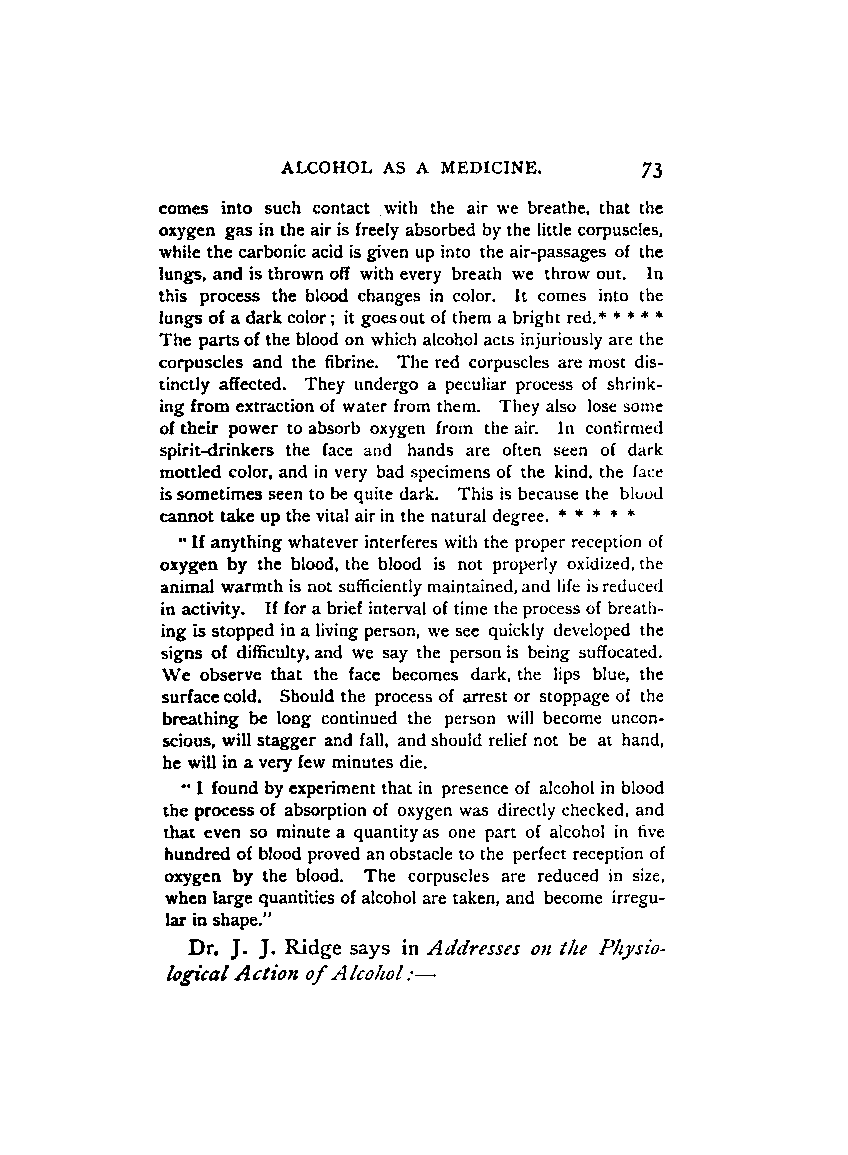 ALCOHOL AS A MEDICINE. 73
comes into such contact with the air we breathe, that the
oxygen gas in the air is freely absorbed by the little corpuscles,
while the carbonic acid is given up into the air-passages of the
lungs, and is thrown off with every breath we throw out. In
this process the blood changes in color. It comes into the
lungs of a dark color; it goes out of them a bright red.* * * * *
The parts of the blood on which alcohol acts injuriously are the
corpuscles and the fibrine. The red corpuscles are most dis-
tinctly affected. They undergo a peculiar process of shrink-
ing from extraction of water from them. They also lose some
of their power to absorb oxygen from the air. In confirmed
spirit-drinkers the face and hands are often seen of dark
mottled color, and in very bad specimens of the kind, the face
is sometimes seen to be quite dark. This is because the blood
cannot take up the vital air in the natural degree. * * * * *
"If anything whatever interferes with the proper reception of
oxygen by the blood, the blood is not properly oxidized, the
animal warmth is not sufficiently maintained, and life is reduced
in activity. If for a brief interval of time the process of breath-
ing is stopped in a living person, we see quickly developed the
signs of difficulty, and we say the person is being suffocated.
We observe that the face becomes dark, the lips blue, the
surface cold. Should the process of arrest or stoppage of the
breathing be long continued the person will become uncon-
scious, will stagger and fall, and should relief not be at hand,
he will in a very few minutes die.
"I found by experiment that in presence of alcohol in blood
the process of absorption of oxygen was directly checked, and
that even so minute a quantity as one part of alcohol in five
hundred of blood proved an obstacle to the perfect reception of
oxygen by the blood. The corpuscles are reduced in size,
when large quantities of alcohol are taken, and become irregu-
lar in shape."
Dr. J. J. Ridge says in Addresses on the Physio-
logical Action of Alcohol:—